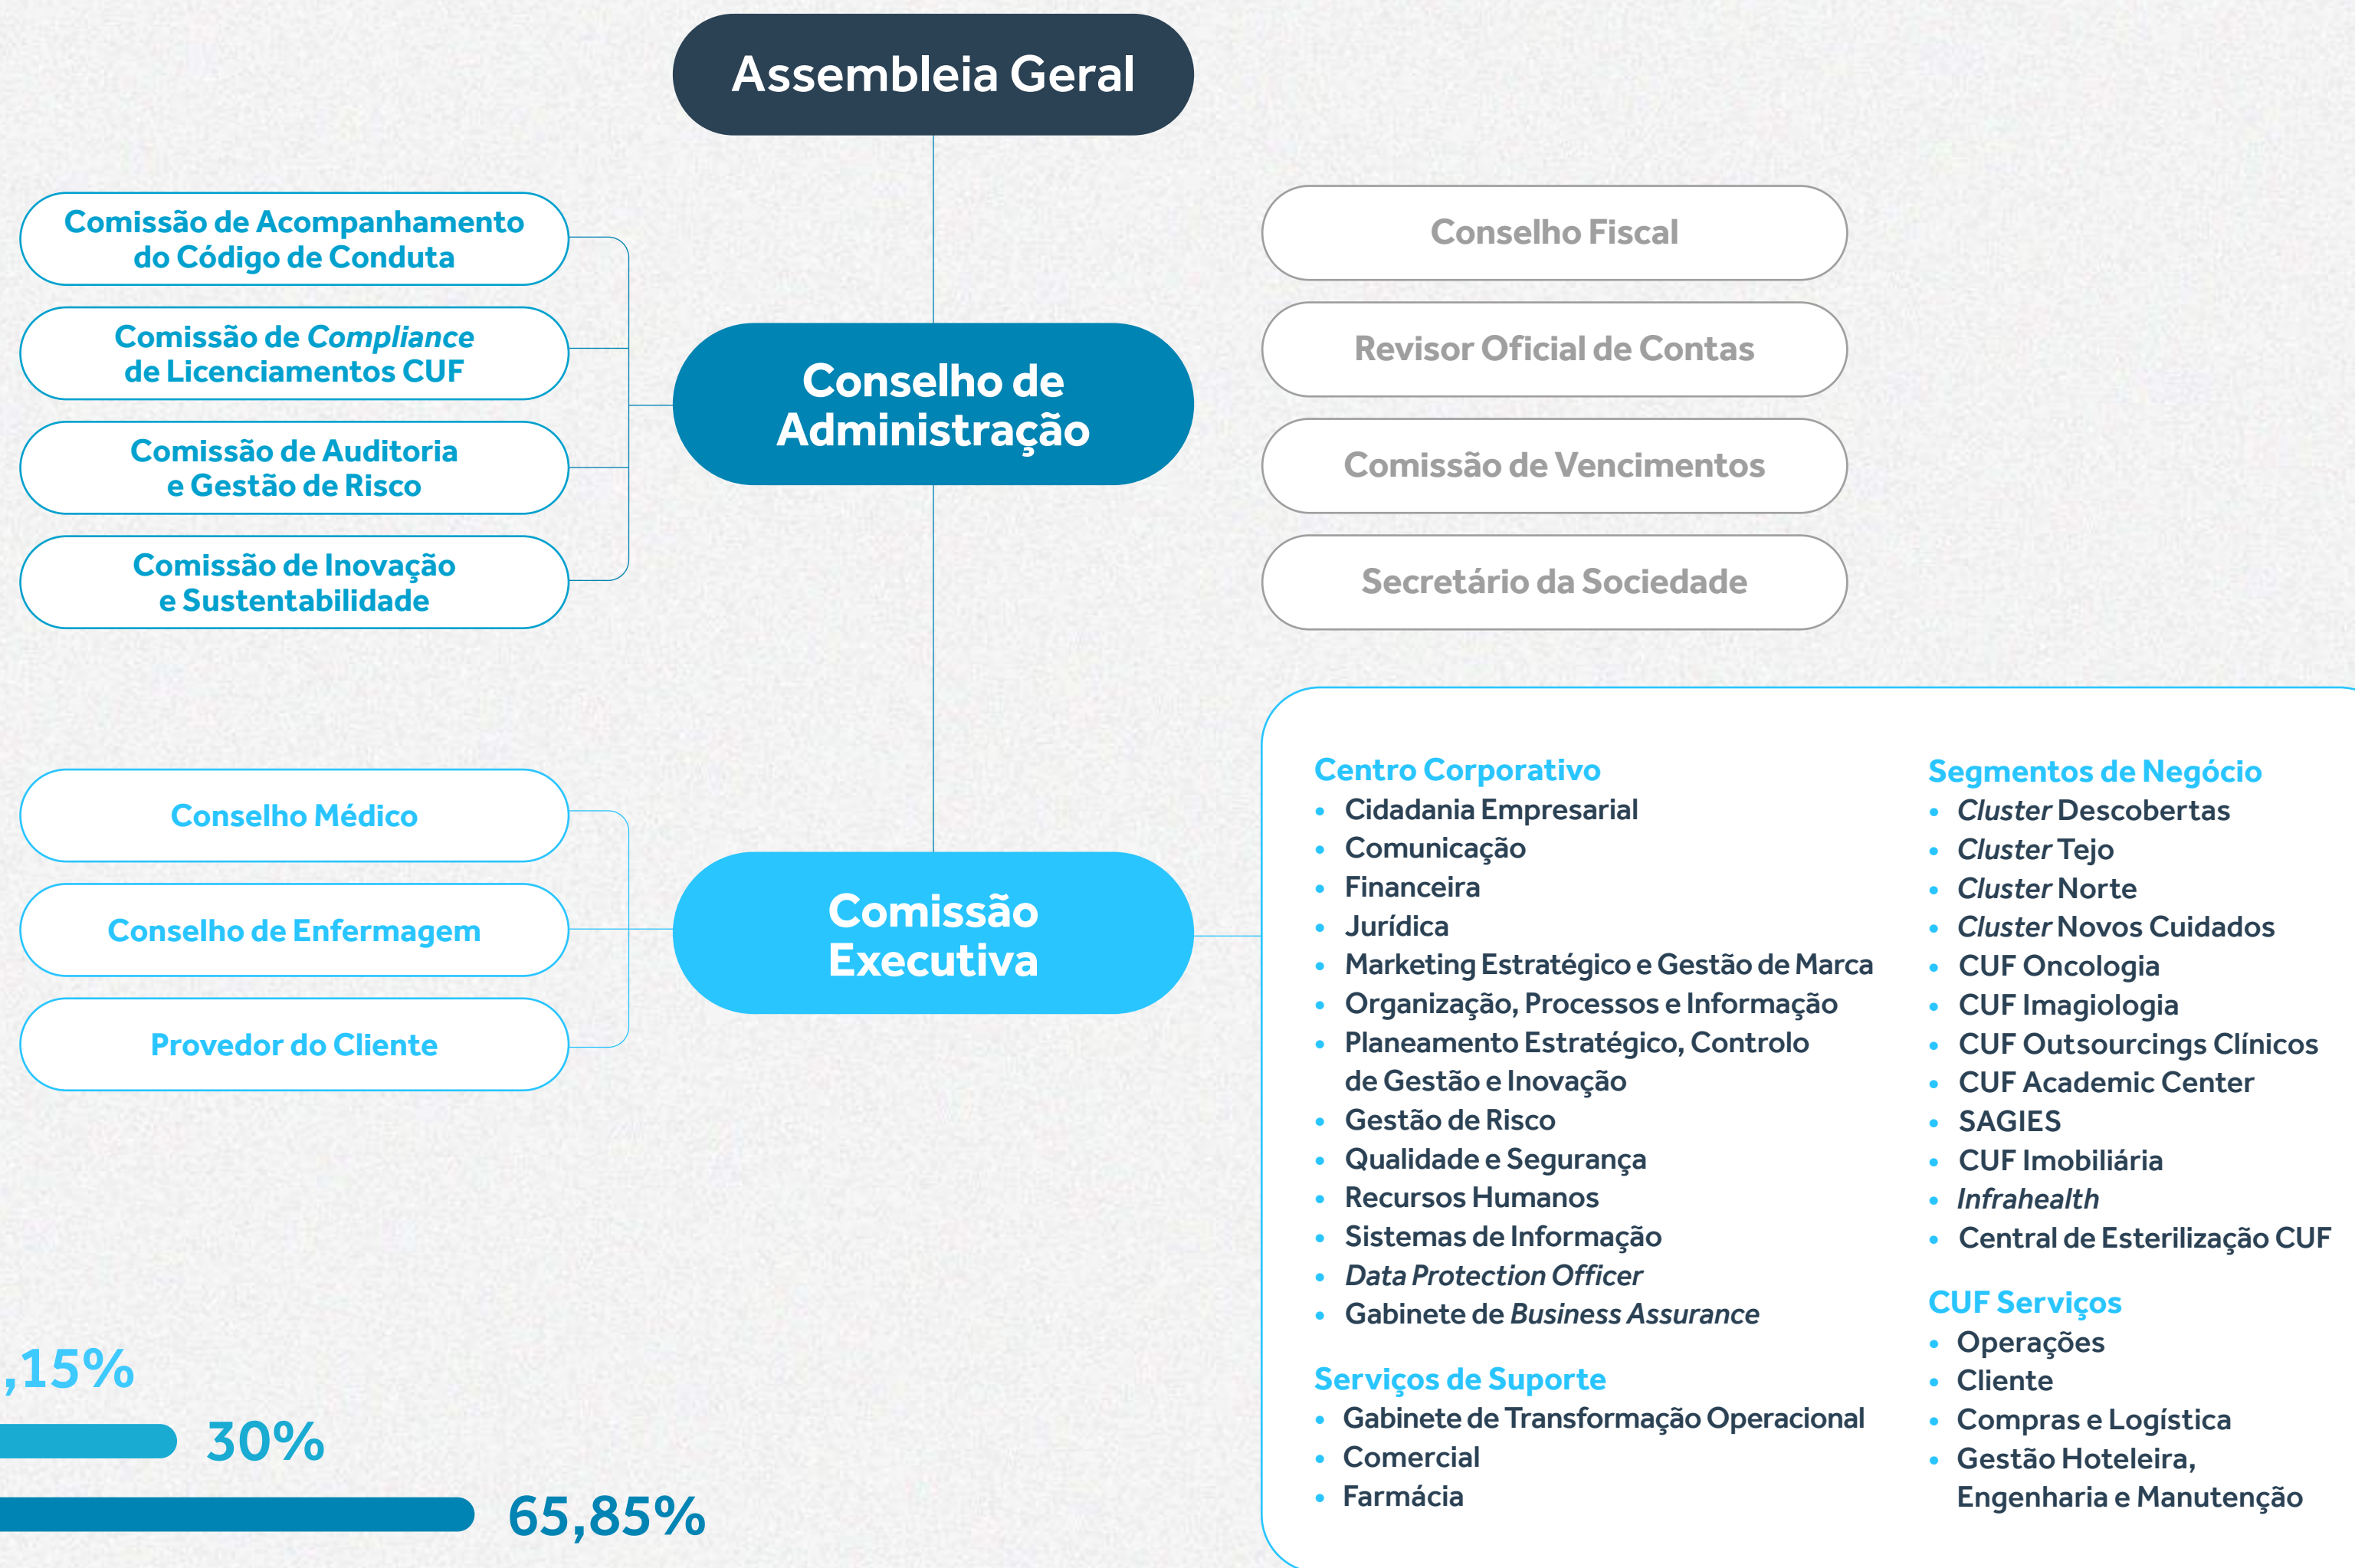 Assembleia Geral
Comissão de Acompanhamento
do Código de Conduta
Comissão de Compliance
de Licenciamentos CUF
Comissão de Auditoria
e Gestão de Risco
Comissão de Inovação
e Sustentabilidade
Conselho de
Administração
Conselho Fiscal
Revisor Oficial de Contas
Comissão de Vencimentos
Secretário da Sociedade
Conselho Médico
Conselho de Enfermagem
Provedor do Cliente
Comissão
Executiva
Centro Corporativo
• Cidadania Empresarial
• Comunicação
• Financeira
• Jurídica
• Marketing Estratégico e Gestão de Marca
• Organização, Processos e Informação
• Planeamento Estratégico, Controlo
de Gestão e Inovação
• Gestão de Risco
• Qualidade e Segurança
• Recursos Humanos
• Sistemas de Informação
• Data Protection Officer
• Gabinete de Business Assurance
Serviços de Suporte
• Gabinete de Transformação Operacional
• Comercial
• Farmácia
Segmentos de Negócio
• Cluster Descobertas
• Cluster Tejo
• Cluster Norte
• Cluster Novos Cuidados
• CUF Oncologia
• CUF Imagiologia
• CUF Outsourcings Clínicos
• CUF Academic Center
• SAGIES
• CUF Imobiliária
• Infrahealth
• Central de Esterilização CUF
CUF Serviços
• Operações
• Cliente
• Compras e Logística
• Gestão Hoteleira,
Engenharia e Manutenção
,15%
30%
65,85%